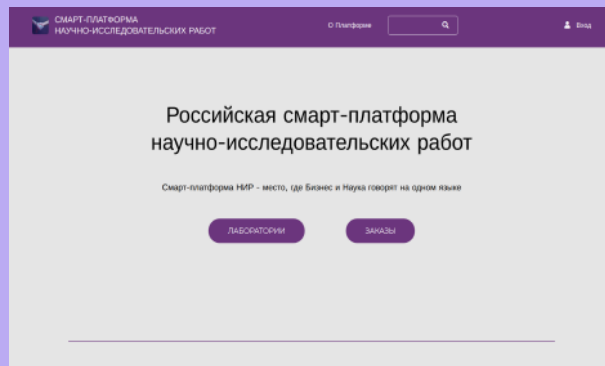 СМАРТ-ПЛАТФОРМА
НАУЧНО-ИССЛЕДОВАТЕЛЬСКИХ РАБОТ
О Платформе
Вход
Российская смарт-платформа
научно-исследовательских работ
Смарт-платформа НИР - место, где Бизнес и Наука говорят на одном языке
ЛАБОРАТОРИИ
ЗАКАЗЫ